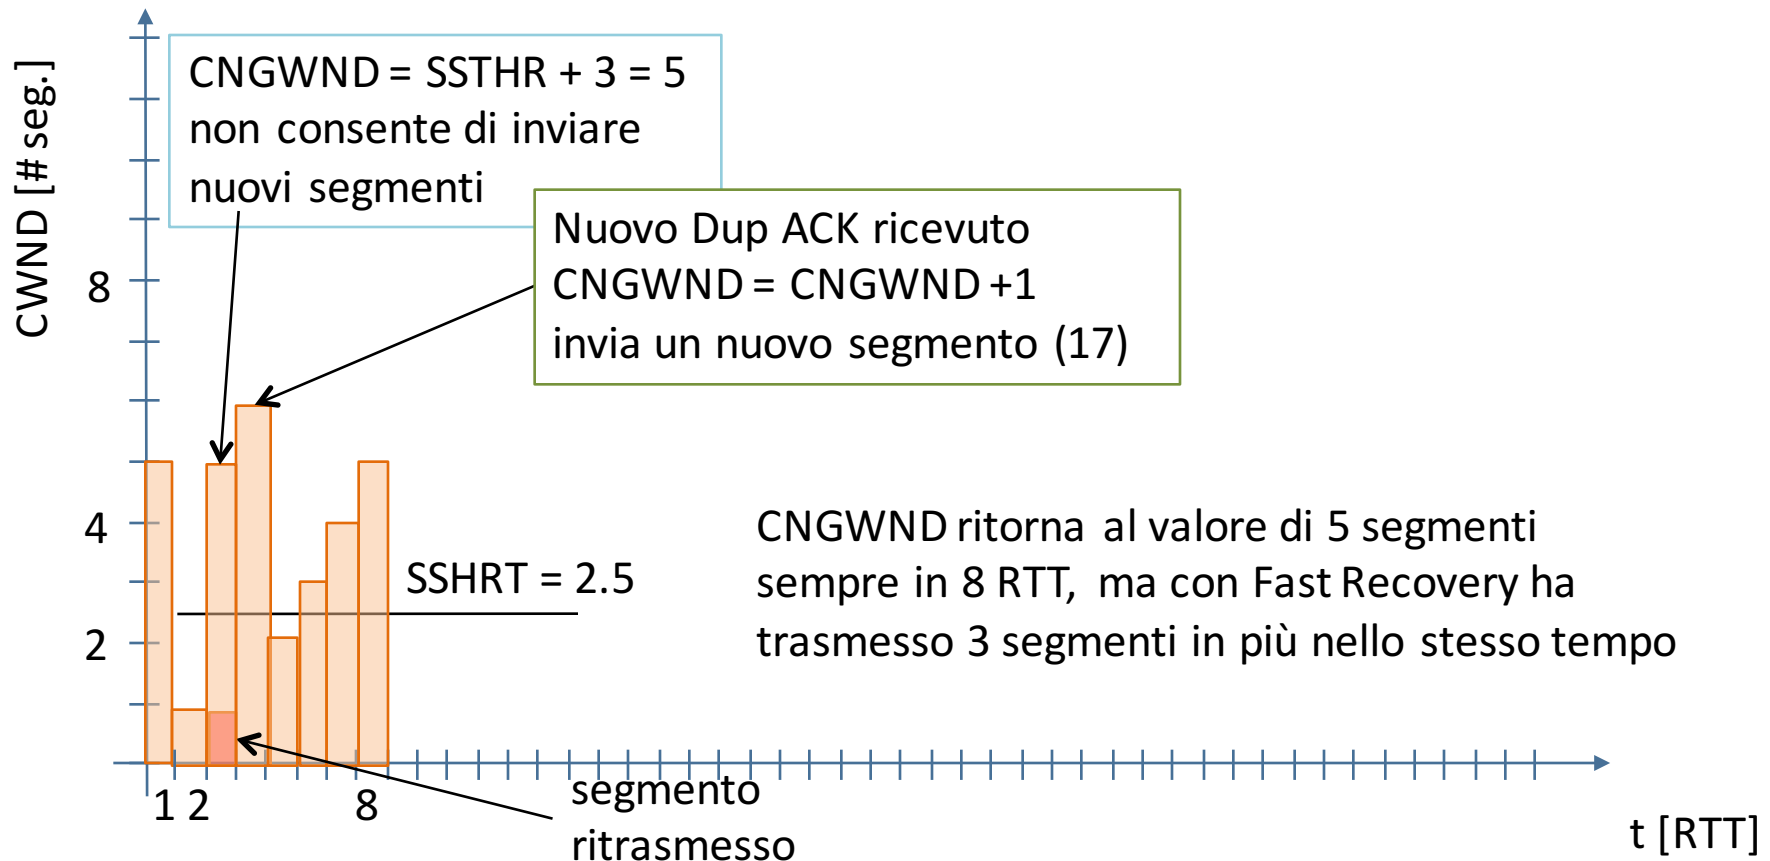 CWND [# seg.]
CNGWND = SSTHR + 3 = 5
non consente di inviare
nuovi segmenti
Nuovo Dup ACK ricevuto
CNGWND = CNGWND +1
invia un nuovo segmento (17)
8
4
2
SSHRT = 2.5
CNGWND ritorna al valore di 5 segmenti
sempre in 8 RTT, ma con Fast Recovery ha
trasmesso 3 segmenti in più nello stesso tempo
1 2
8
segmento
ritrasmesso
t [RTT]